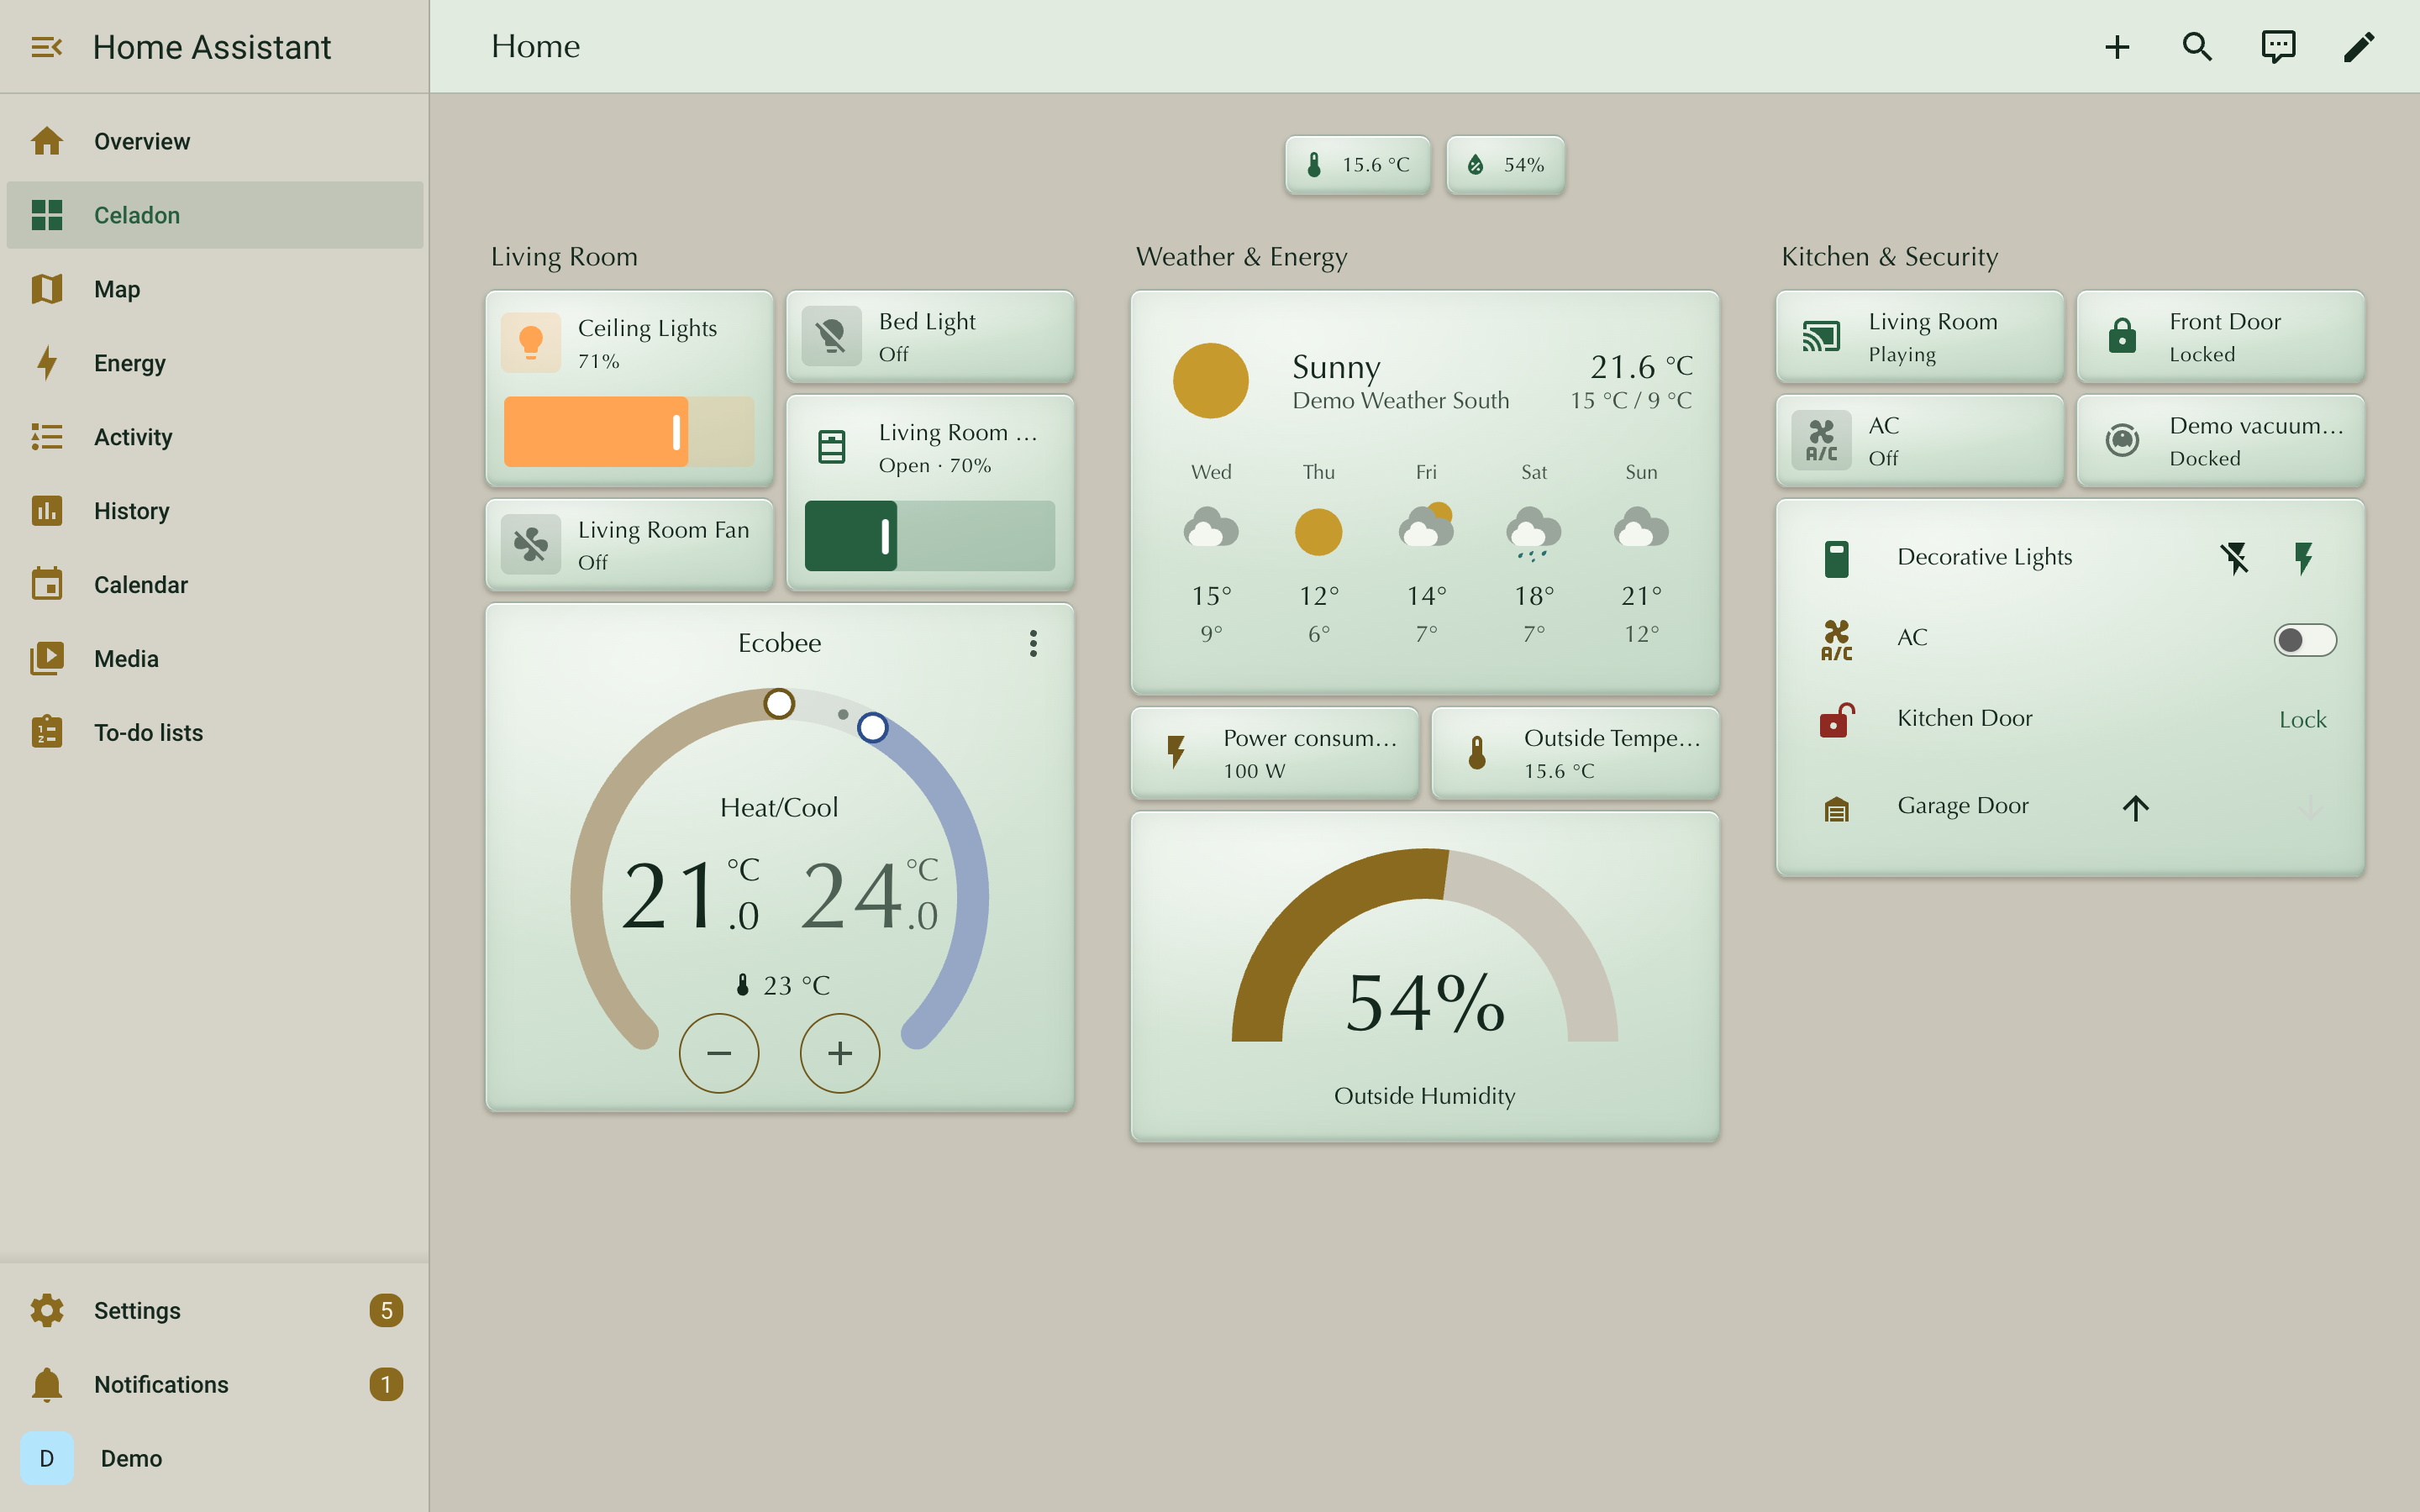 Home Assistant
Overview
Celadon
Map
Energy
Activity
History
Calendar
Media
To-do lists
Settings
5
Notifications
1
D
Demo
Home
15.6 °C
54%
Living Room
Ceiling Lights
71%
Bed Light
Off
Living Room ...
Open · 70%
Living Room Fan
Off
Ecobee
Heat/Cool
21.0 °C
24.0 °C
23 °C
Weather & Energy
Sunny
21.6 °C
Demo Weather South
15 °C / 9 °C
Wed Thu Fri Sat Sun
15° 12° 14° 18° 21°
9° 6° 7° 7° 12°
Power consum...
100 W
Outside Tempe...
15.6 °C
54%
Outside Humidity
Kitchen & Security
Living Room
Playing
Front Door
Locked
A/C
AC
Off
Demo vacuum...
Docked
Decorative Lights
A/C
AC
Kitchen Door
Lock
Garage Door